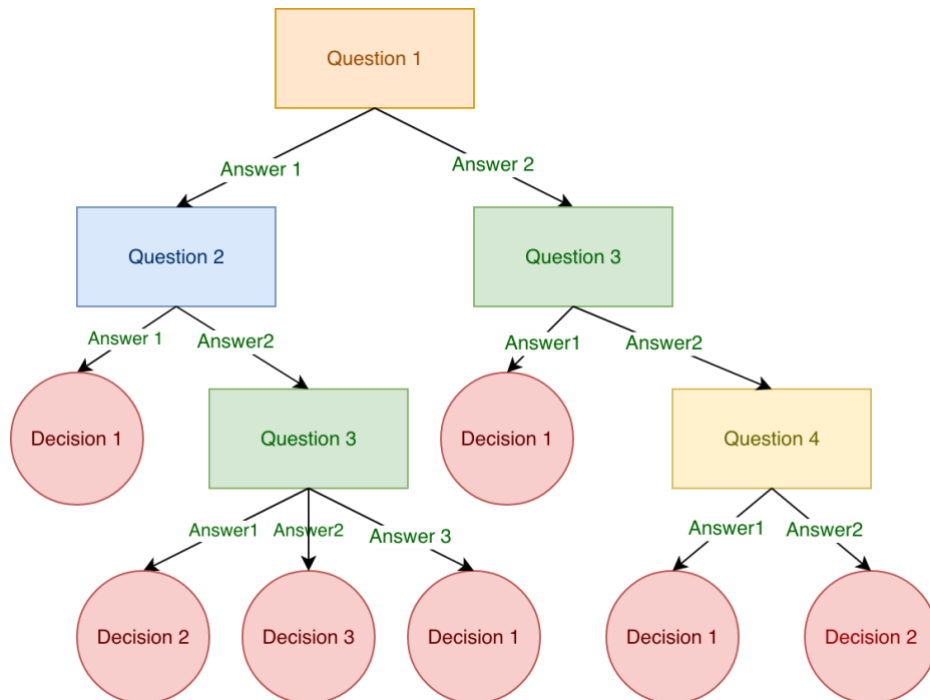 Question 1
Answer 1
Answer 2
Question 2
Question 3
Answer 1
Answer2
Answer1
Answer2
Decision 1
Question 3
Decision 1
Question 4
Answer1
Answer2
Answer 3
Answer1
Answer2
Decision 2
Decision 3
Decision 1
Decision 1
Decision 2